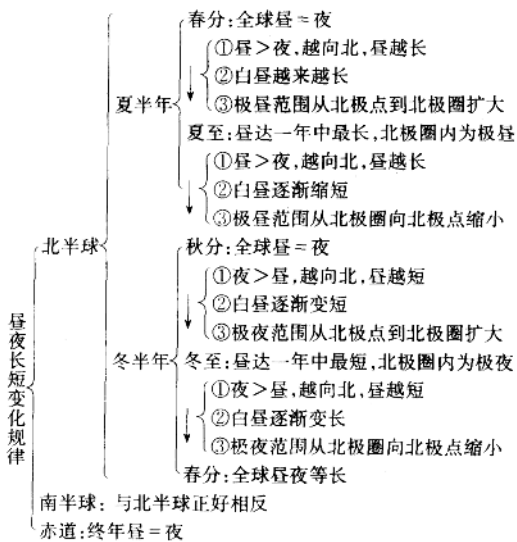 春分:全球昼=夜
①昼>夜,越向北,昼越长
②白昼越来越长
夏半年
③极昼范围从北极点到北极圈扩大
夏至:昼达一年中最长,北极圈内为极昼
①昼>夜,越向北,昼越长
②白昼逐渐缩短
③极昼范围从北极圈向北极点缩小
北半球
秋分:全球昼=夜
①夜>昼,越向北,昼越短
②白昼逐渐变短
③极夜范围从北极点到北极圈扩大
冬半年
冬至:昼达一年中最短,北极圈内为极夜
①夜>昼,越向北,昼越短
②白昼逐渐变长
③极夜范围从北极圈向北极点缩小
春分:全球昼夜等长
昼夜长短变化规律
南半球:与北半球正好相反
赤道:终年昼=夜